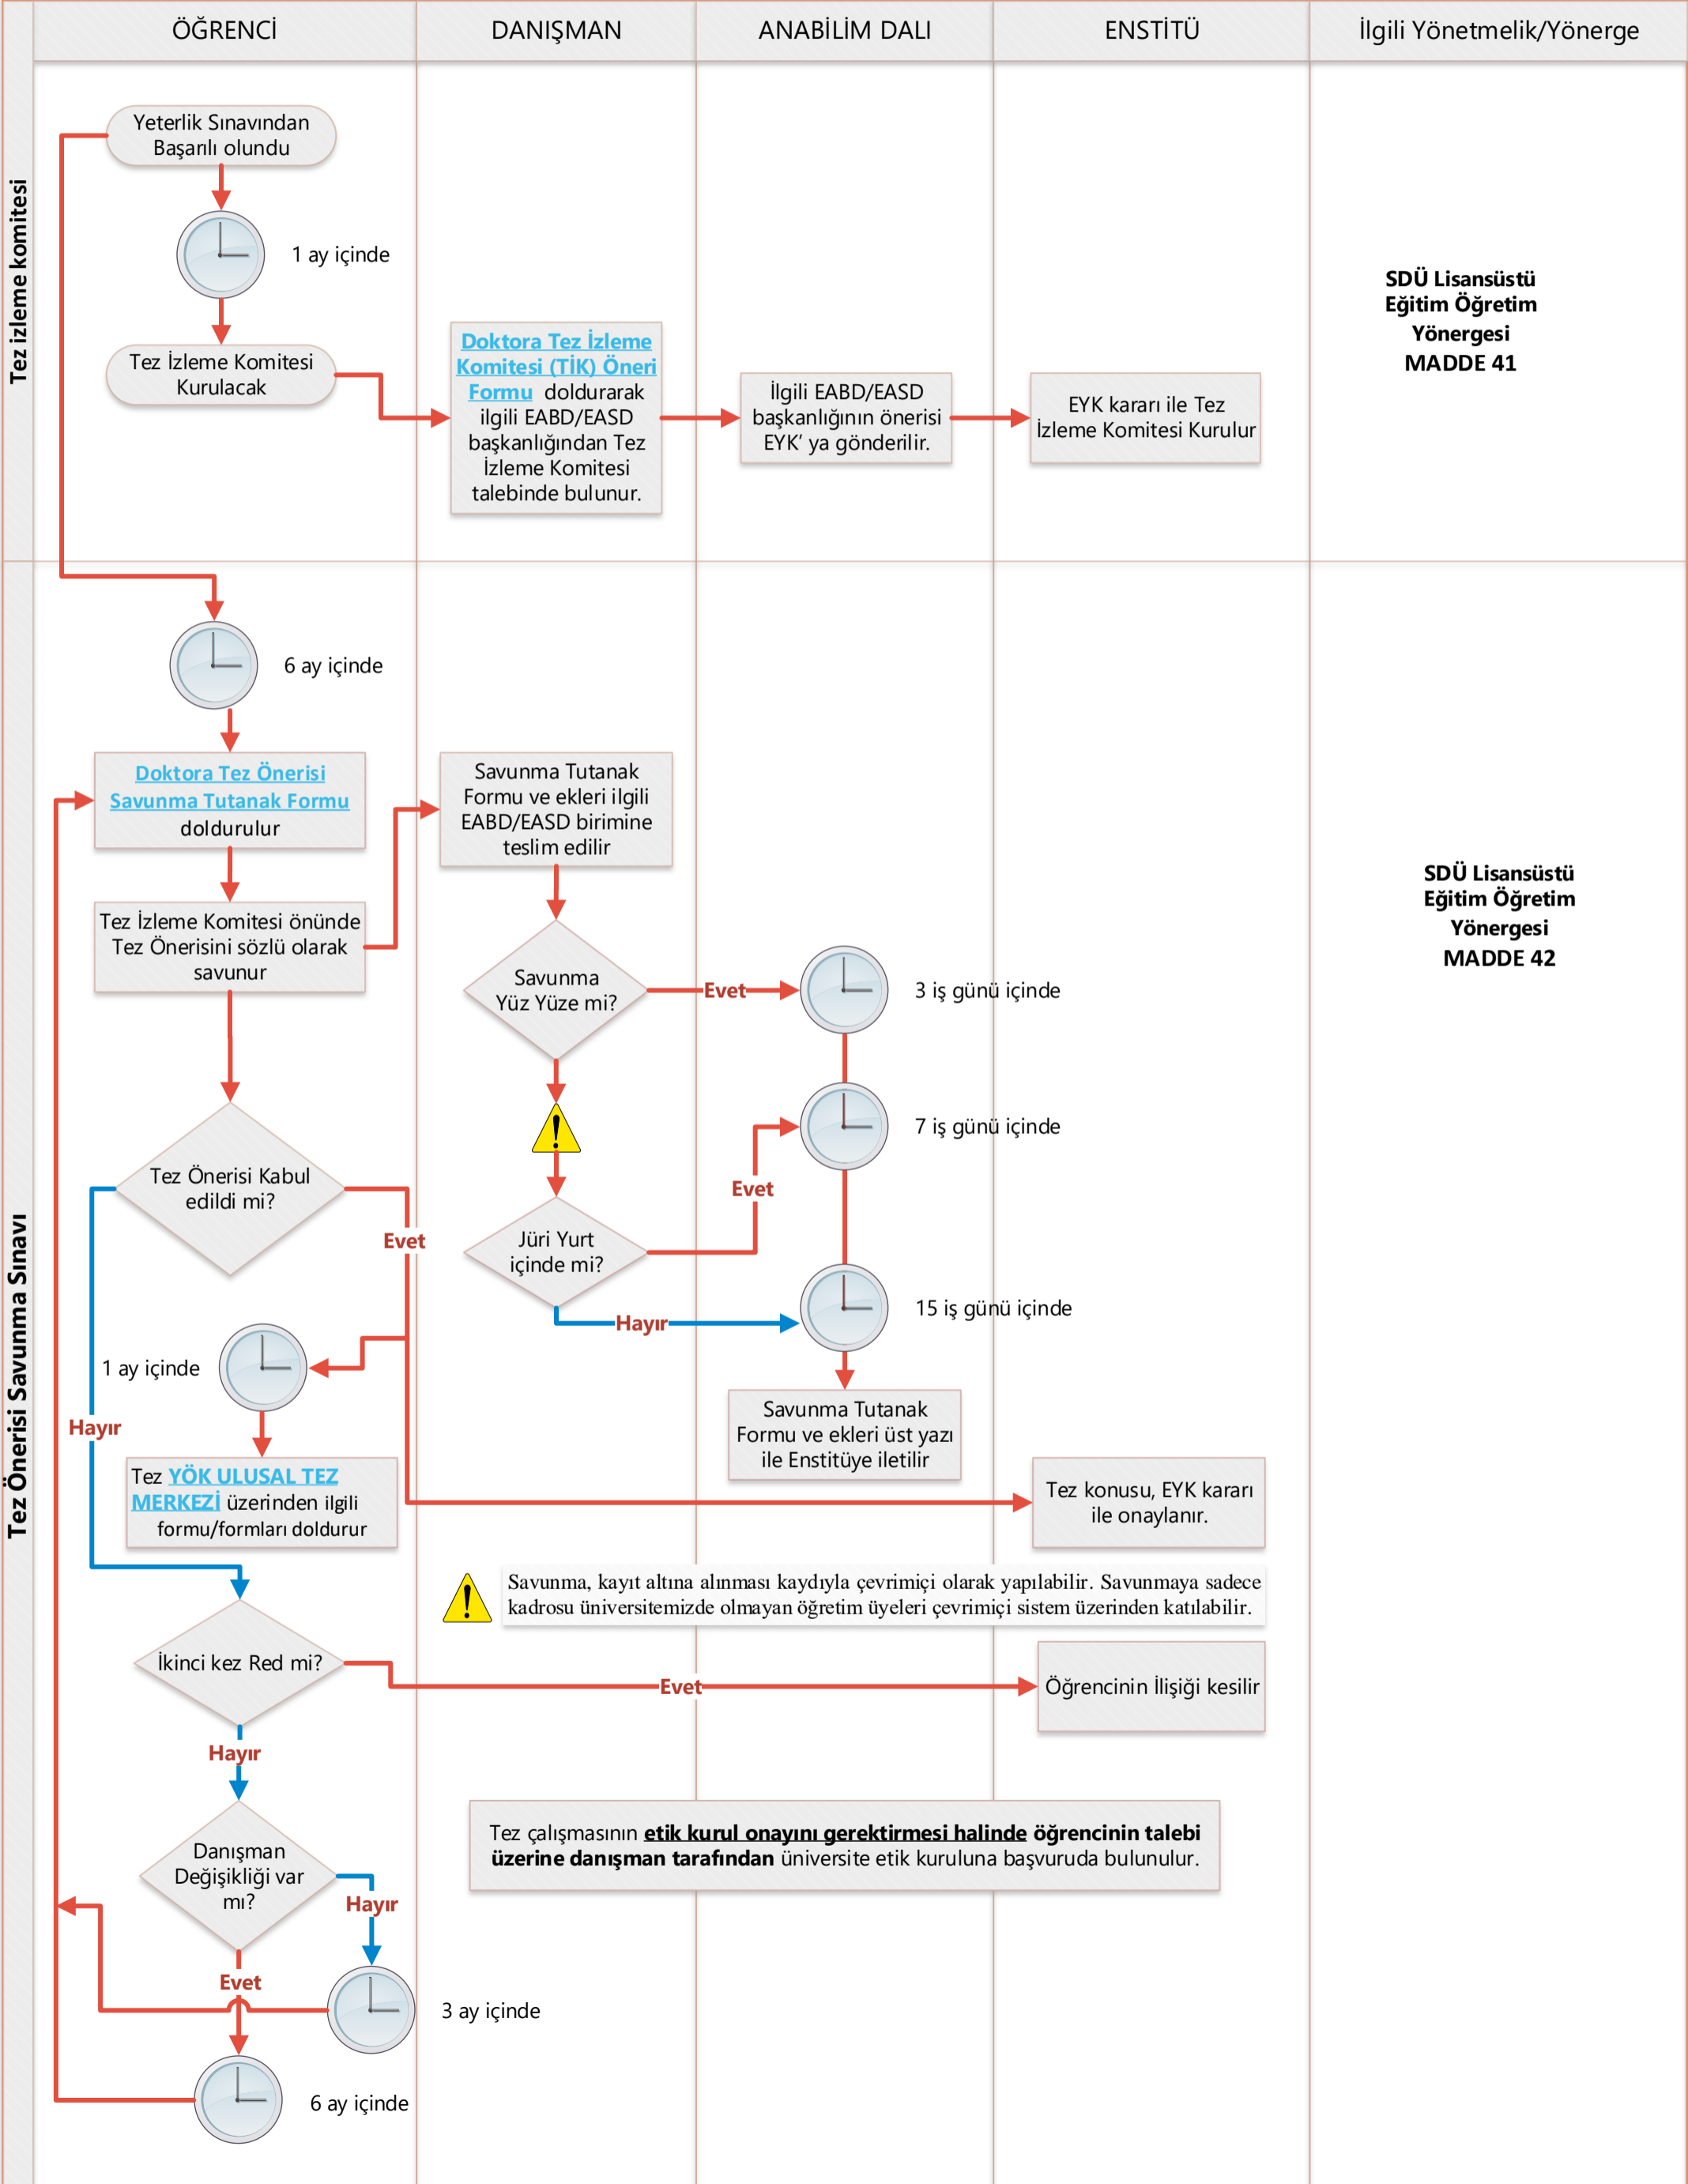 ÖĞRENCİ
DANIŞMAN
ANABİLİM DALI
ENSTİTÜ
İlgili Yönetmelik/Yönerge
Tez izleme komitesi
Yeterlik Sınavından
Başarılı olundu
1 ay içinde
Tez İzleme Komitesi
Kurulacak
Doktora Tez İzleme
Komitesi (TİK) Öneri
Formu doldurarak
ilgili EABD/EASD
başkanlığından Tez
İzleme Komitesi
talebinde bulunur.
İlgili EABD/EASD
başkanlığının önerisi
EYK’ ya gönderilir.
EYK kararı ile Tez
İzleme Komitesi Kurulur
SDÜ Lisansüstü
Eğitim Öğretim
Yönergesi
MADDE 41
Tez Önerisi Savunma Sınavı
6 ay içinde
Doktora Tez Önerisi
Savunma Tutanak Formu
doldurulur
Tez İzleme Komitesi önünde
Tez Önerisini sözlü olarak
savunur
Savunma Tutanak
Formu ve ekleri ilgili
EABD/EASD birimine
teslim edilir
Savunma
Yüz Yüze mi?
Evet
3 iş günü içinde
7 iş günü içinde
Evet
Jüri Yurt
içinde mi?
Hayır
15 iş günü içinde
Savunma Tutanak
Formu ve ekleri üst yazı
ile Enstitüye iletilir
SDÜ Lisansüstü
Eğitim Öğretim
Yönergesi
MADDE 42
Tez Önerisi Kabul
edildi mi?
Evet
1 ay içinde
Hayır
Tez YÖK ULUSAL TEZ
MERKEZİ üzerinden ilgili
formu/formları doldurur
Tez konusu, EYK kararı
ile onaylanır.
Savunma, kayıt altına alınması kaydıyla çevrimiçi olarak yapılabilir. Savunmaya sadece
kadrosu üniversitemizde olmayan öğretim üyeleri çevrimiçi sistem üzerinden katılabilir.
İkinci kez Red mi?
Evet
Öğrencinin İlişiği kesilir
Hayır
Tez çalışmasının etik kurul onayını gerektirmesi halinde öğrencinin talebi
üzerine danışman tarafından üniversite etik kuruluna başvuruda bulunulur.
Danışman
Değişikliği var
mı?
Hayır
Evet
3 ay içinde
6 ay içinde